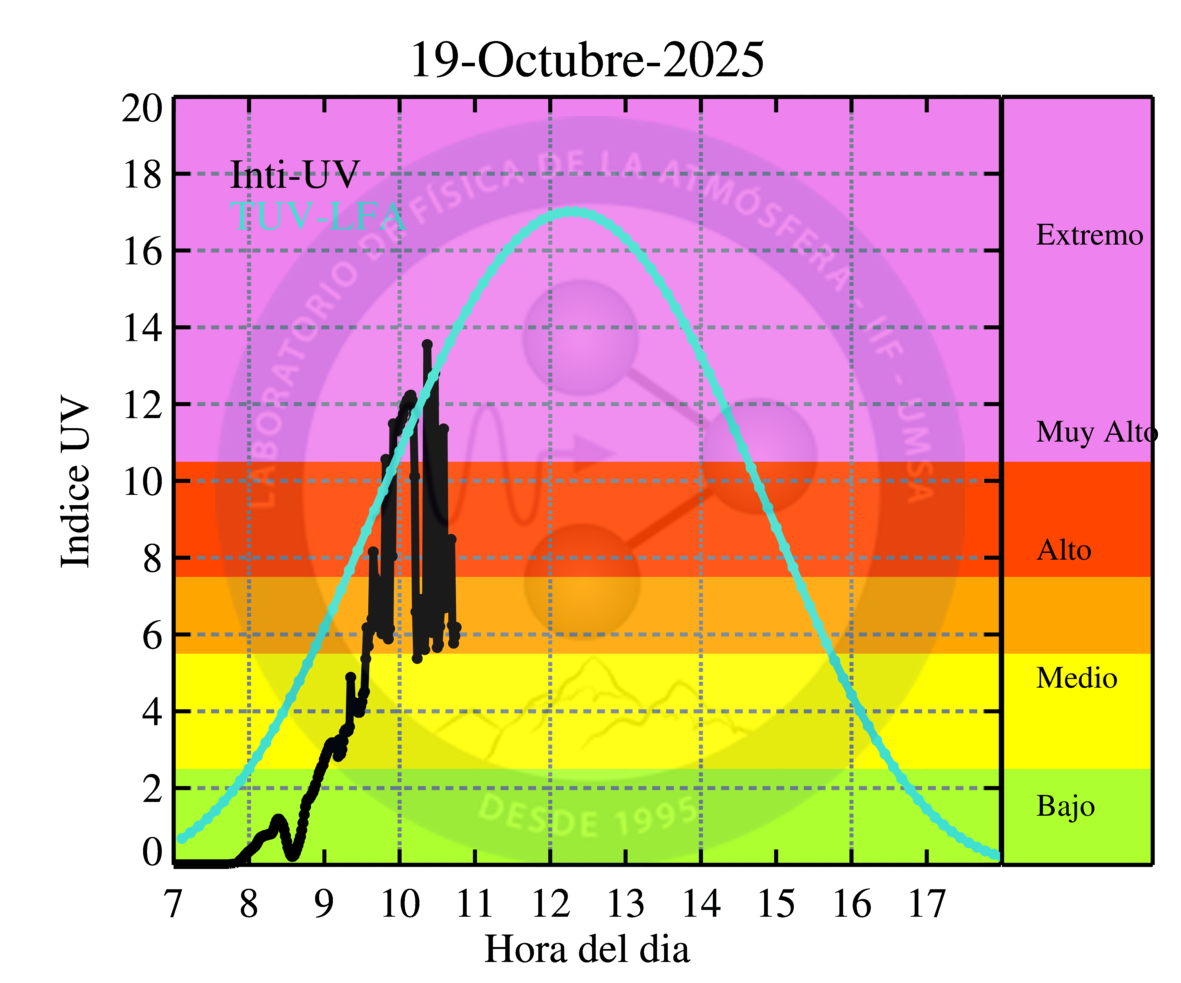 19-Octubre-2025
20
18
16
14
12
10
8
6
4
2
0
Indice UV
Inti-UV
TUV-LFA
LABORATORIO DE FÍSICA DE LA ATMÓSFERA - IIF - UMSA
DESDE 1995
Extremo
Muy Alto
Alto
Medio
Bajo
7 8 9 10 11 12 13 14 15 16 17
Hora del dia